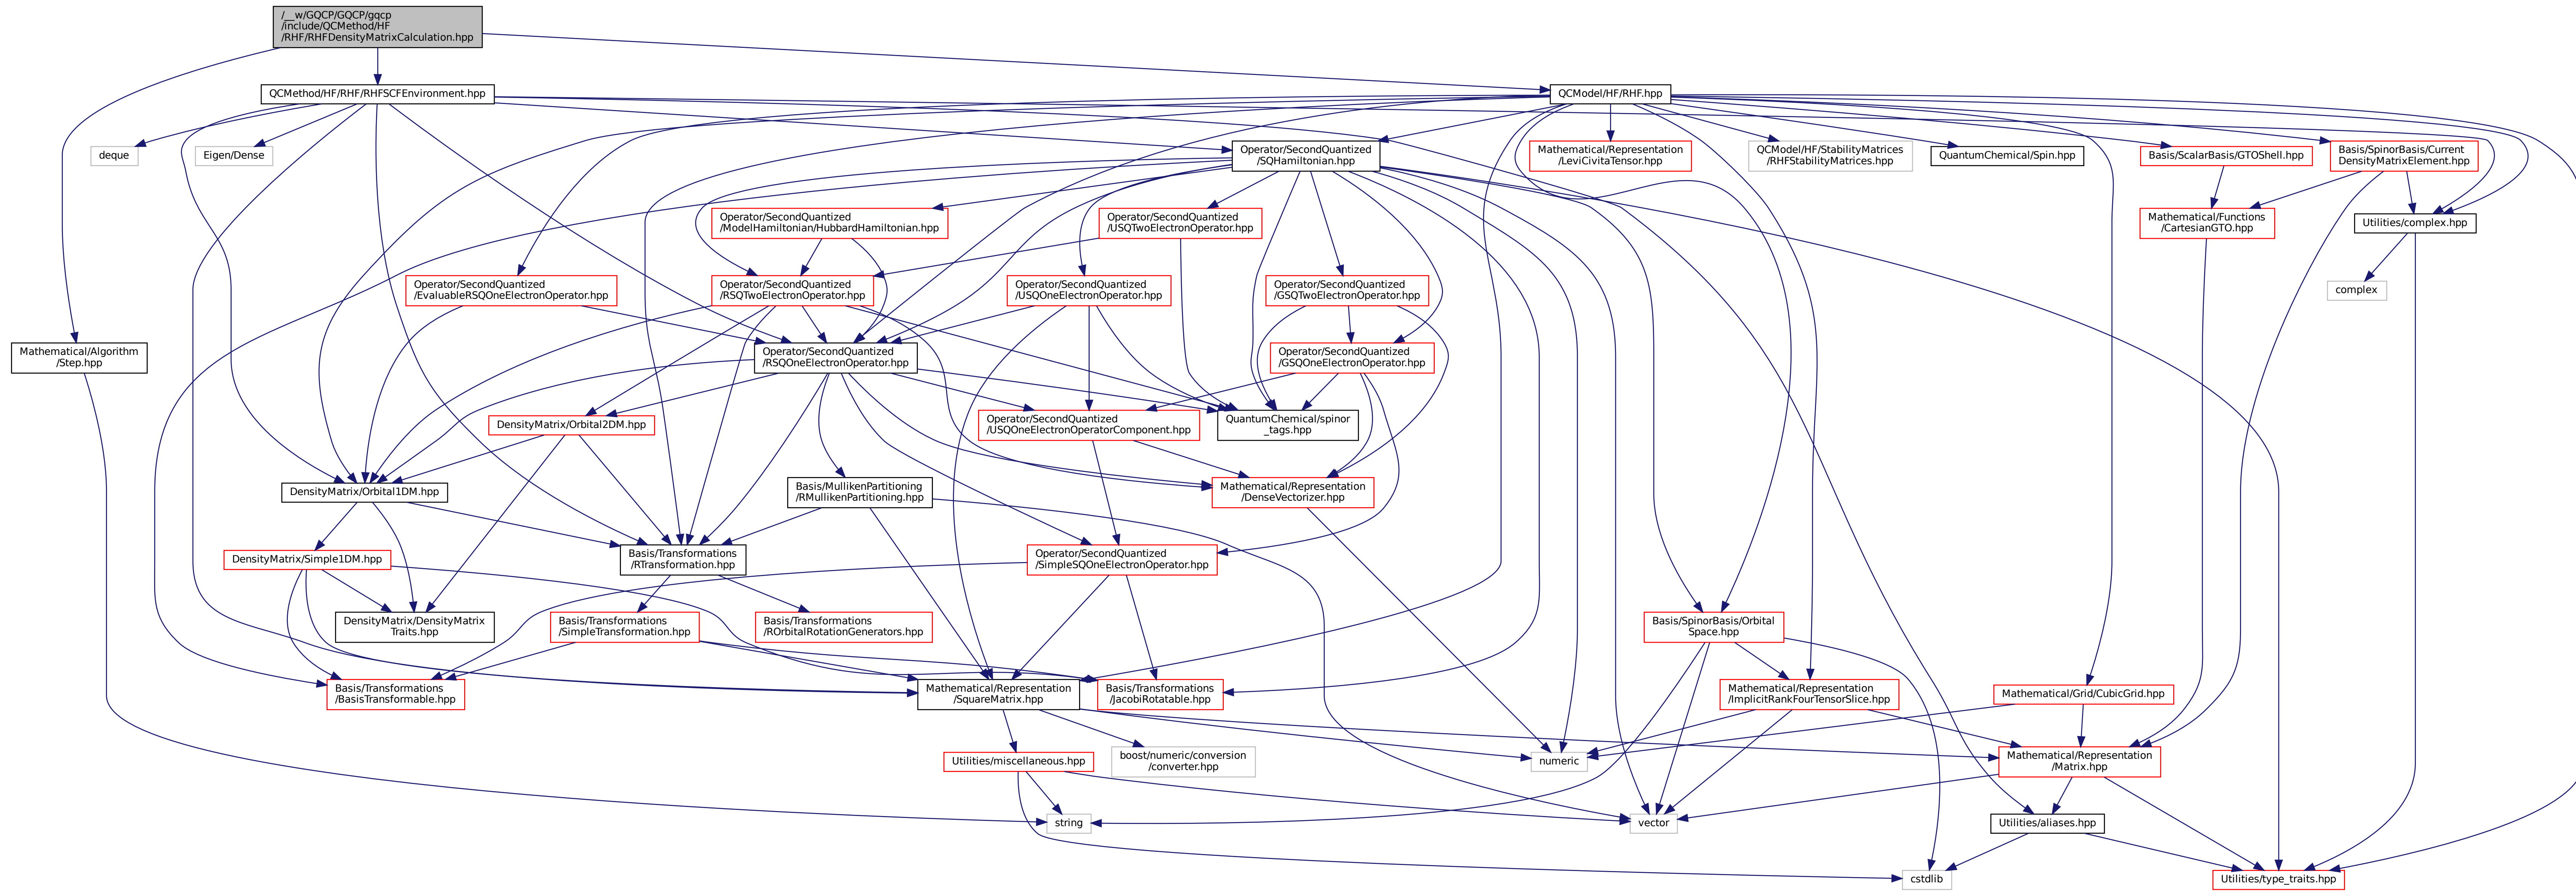 /__w/GQCP/GQCP/gqcp
/include/QCMethod/HF
/RHF/RHFDensityMatrixCalculation.hpp
QCMethod/HF/RHF/RHFSCFEnvironment.hpp
QCModel/HF/RHF.hpp
deque
Eigen/Dense
Operator/SecondQuantized
/SQHamiltonian.hpp
Mathematical/Representation
/LeviCivitaTensor.hpp
QCModel/HF/StabilityMatrices
/RHFStabilityMatrices.hpp
QuantumChemical/Spin.hpp
Basis/ScalarBasis/GTOShell.hpp
Basis/SpinorBasis/Current
DensityMatrixElement.hpp
Operator/SecondQuantized
/ModelHamiltonian/HubbardHamiltonian.hpp
Operator/SecondQuantized
/USQTwoElectronOperator.hpp
Mathematical/Functions
/CartesianGTO.hpp
Utilities/complex.hpp
Operator/SecondQuantized
/EvaluableRSQOneElectronOperator.hpp
Operator/SecondQuantized
/RSQTwoElectronOperator.hpp
Operator/SecondQuantized
/USQOneElectronOperator.hpp
Operator/SecondQuantized
/GSQTwoElectronOperator.hpp
complex
Mathematical/Algorithm
/Step.hpp
Operator/SecondQuantized
/RSQOneElectronOperator.hpp
Operator/SecondQuantized
/GSQOneElectronOperator.hpp
DensityMatrix/Orbital2DM.hpp
Operator/SecondQuantized
/USQOneElectronOperatorComponent.hpp
QuantumChemical/spinor
_tags.hpp
DensityMatrix/Orbital1DM.hpp
Basis/MullikenPartitioning
/RMullikenPartitioning.hpp
Mathematical/Representation
/DenseVectorizer.hpp
DensityMatrix/Simple1DM.hpp
Basis/Transformations
/RTransformation.hpp
Operator/SecondQuantized
/SimpleSQOneElectronOperator.hpp
DensityMatrix/DensityMatrix
Traits.hpp
Basis/Transformations
/SimpleTransformation.hpp
Basis/Transformations
/ROrbitalRotationGenerators.hpp
Basis/SpinorBasis/Orbital
Space.hpp
Basis/Transformations
/BasisTransformable.hpp
Mathematical/Representation
/SquareMatrix.hpp
Basis/Transformations
/JacobiRotatable.hpp
Mathematical/Representation
/ImplicitRankFourTensorSlice.hpp
Mathematical/Grid/CubicGrid.hpp
Utilities/miscellaneous.hpp
boost/numeric/conversion
/converter.hpp
numeric
Mathematical/Representation
/Matrix.hpp
string
vector
Utilities/aliases.hpp
cstdlib
Utilities/type_traits.hpp